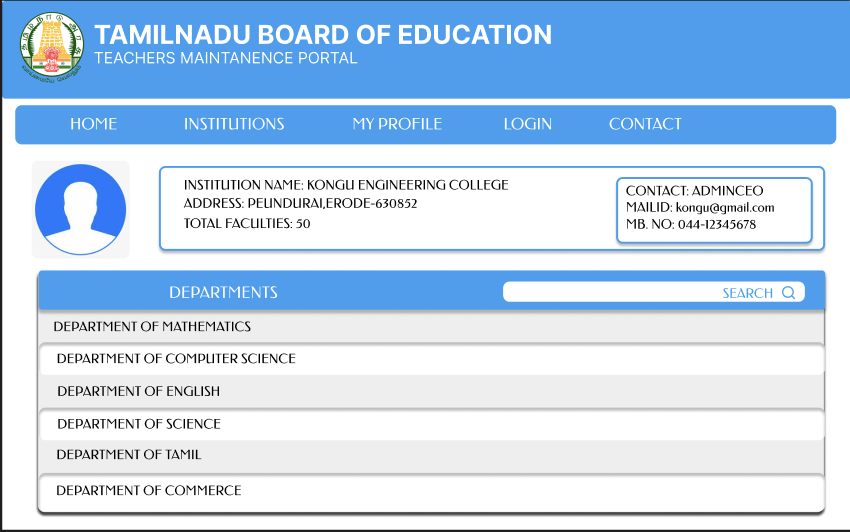 TAMILNADU BOARD OF EDUCATION
TEACHERS MAINTANENCE PORTAL
HOME INSTITUTIONS MY PROFILE LOGIN CONTACT
INSTITUTION NAME: KONGU ENGINEERING COLLEGE
ADDRESS: PEUNDURAI,ERODE-630852
TOTAL FACULTIES: 50
CONTACT: ADMINCEO
MAILID: kongu@gmail.com
MB. NO: 044-12345678
DEPARTMENTS SEARCH
DEPARTMENT OF MATHEMATICS
DEPARTMENT OF COMPUTER SCIENCE
DEPARTMENT OF ENGLISH
DEPARTMENT OF SCIENCE
DEPARTMENT OF TAMIL
DEPARTMENT OF COMMERCE